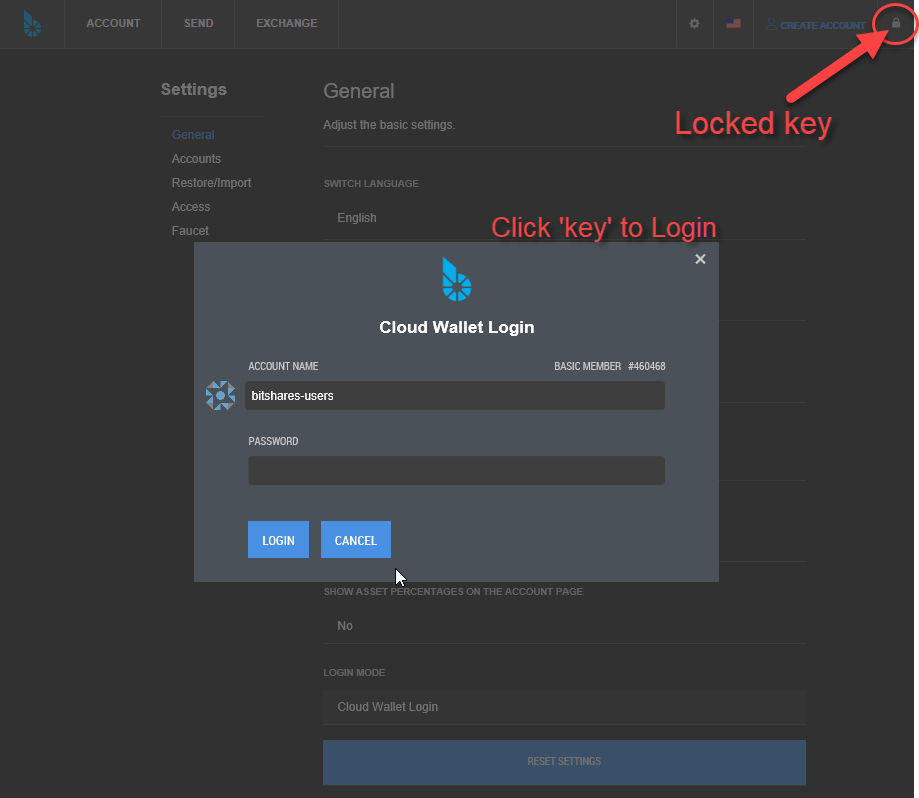 ACCOUNT SEND EXCHANGE CREATE ACCOUNT
Locked key
Settings
General
Accounts
Restore/Import
Access
Faucet
General
Adjust the basic settings.
SWITCH LANGUAGE
English
Click 'key' to Login
×
Cloud Wallet Login
ACCOUNT NAME BASIC MEMBER #460468
bitshares-users
PASSWORD
LOGIN CANCEL
SHOW ASSET PERCENTAGES ON THE ACCOUNT PAGE
No
LOGIN MODE
Cloud Wallet Login
RESET SETTINGS